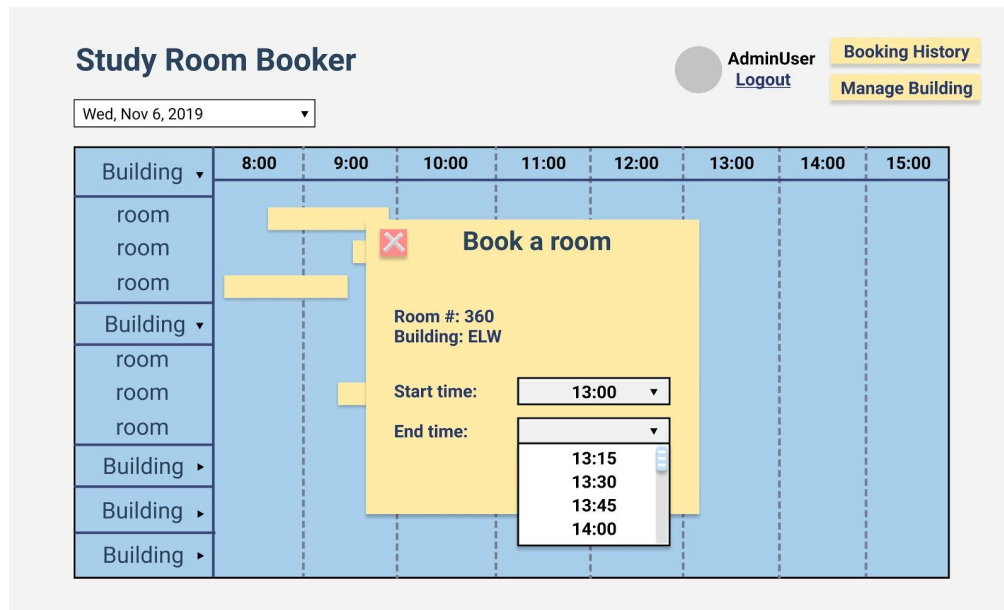 Study Room Booker
AdminUser
Logout
Booking History
Manage Building
Wed, Nov 6, 2019
Building 8:00 9:00 10:00 11:00 12:00 13:00 14:00 15:00
room
room
room
Building
room
room
room
Building
Building
Building
Book a room
Room #: 360
Building: ELW
Start time: 13:00
End time:
13:15
13:30
13:45
14:00